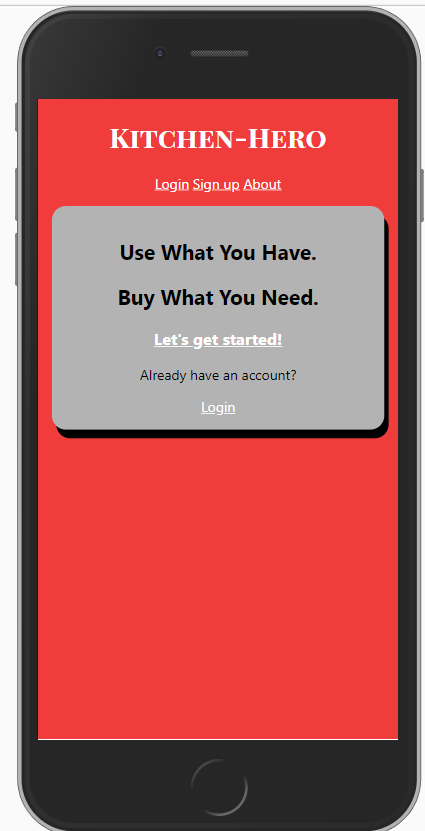 Kitchen-Hero
Login Sign up About
Use What You Have.
Buy What You Need.
Let's get started!
Already have an account?
Login